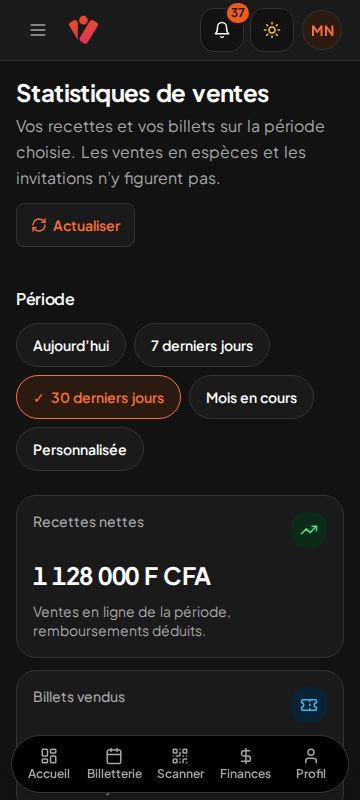 37
MN
Statistiques de ventes
Vos recettes et vos billets sur la période
choisie. Les ventes en espèces et les
invitations n'y figurent pas.
Actualiser
Période
Aujourd'hui
7 derniers jours
✓ 30 derniers jours
Mois en cours
Personnalisée
Recettes nettes
1 128 000 F CFA
Ventes en ligne de la période,
remboursements déduits.
Billets vendus
Accueil
Billetterie
Scanner
Finances
Profil